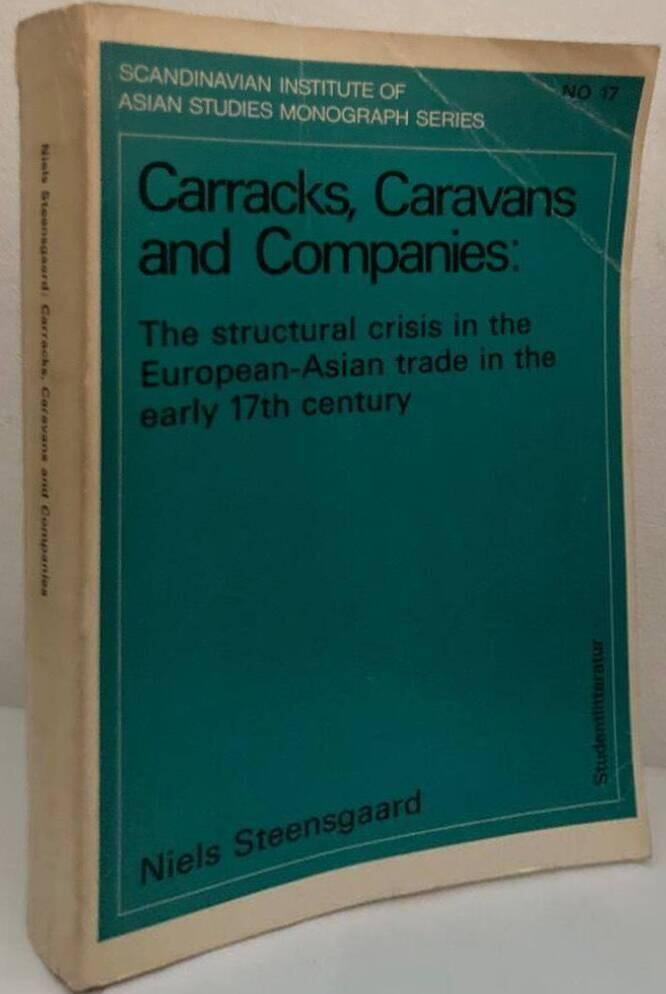 SCANDINAVIAN INSTITUTE OF
ASIAN STUDIES MONOGRAPH SERIES
NO 17
Carracks, Caravans
and Companies:
The structural crisis in the
European-Asian trade in the
early 17th century
Studentlitteratur
Niels Steensgaard
Niels Steensgaard: Carracks, Caravans and Companies